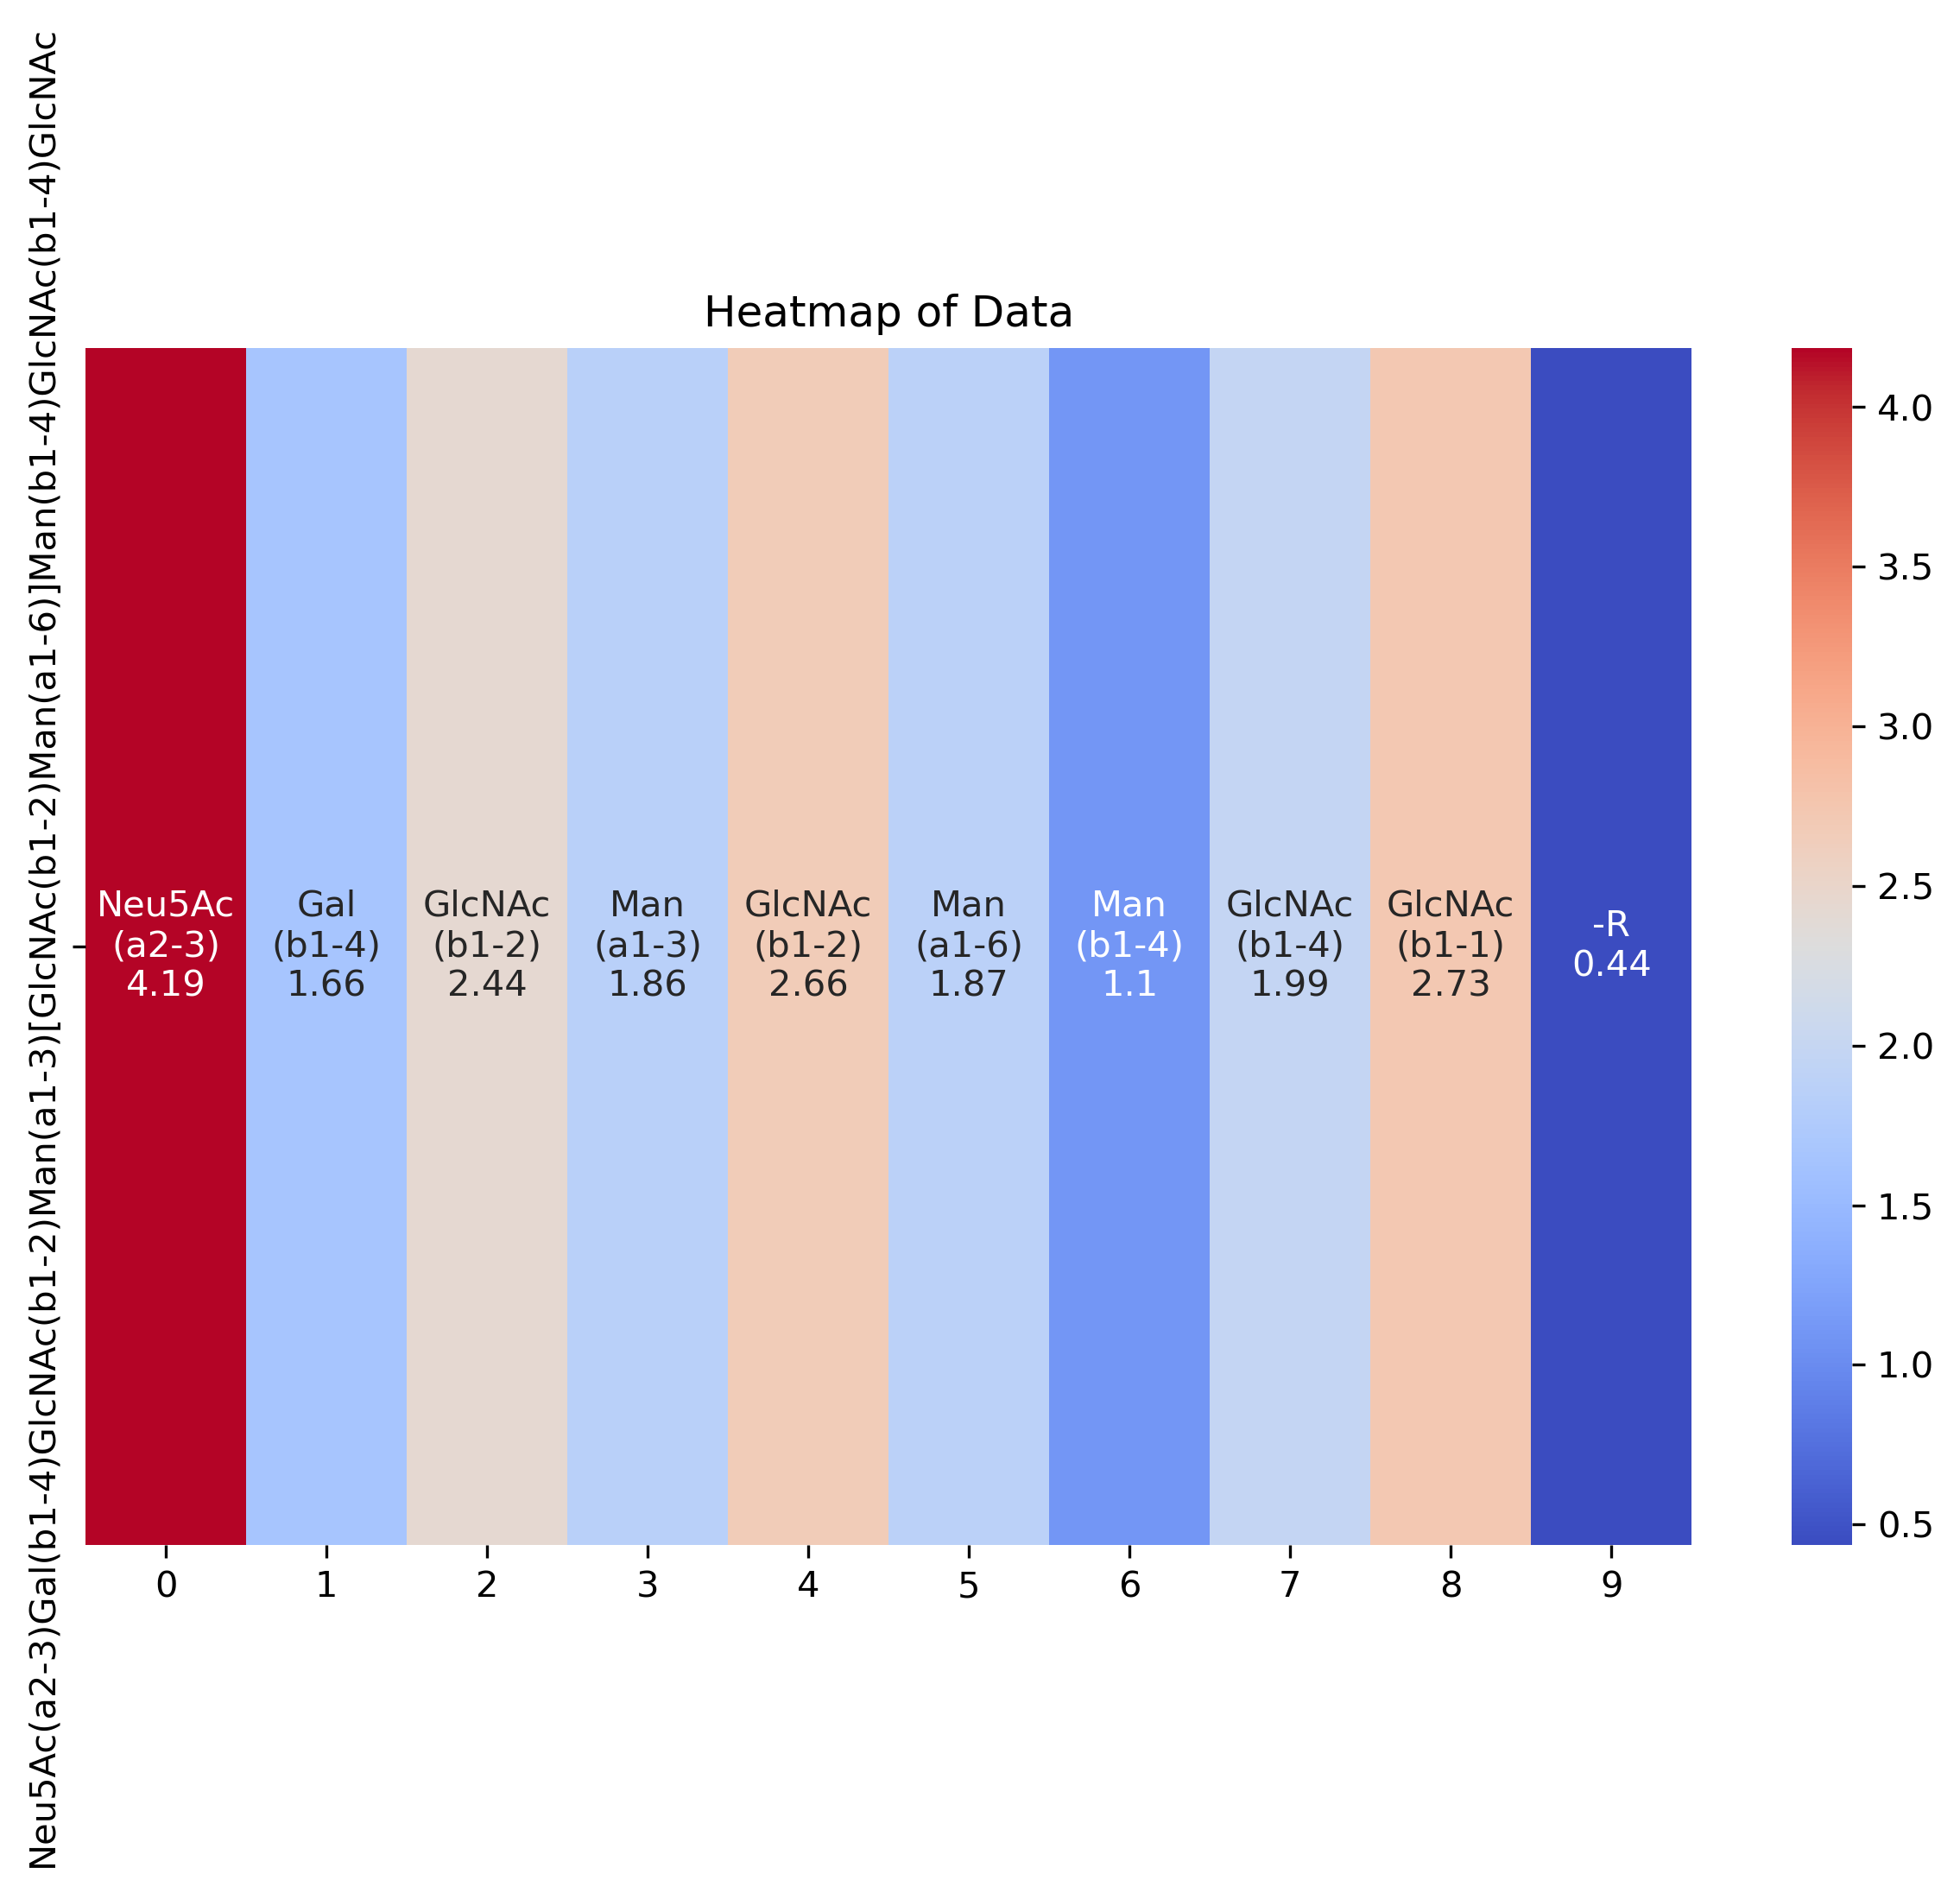 Heatmap of Data
Neu5Ac(a2-3)Gal(b1-4)GlcNAc(b1-2)Man(a1-3)[GlcNAc(b1-2)Man(a1-6)]Man(b1-4)GlcNAc(b1-4)GlcNAc
Neu5Ac
(a2-3)
4.19
Gal
(b1-4)
1.66
GlcNAc
(b1-2)
2.44
Man
(a1-3)
1.86
GlcNAc
(b1-2)
2.66
Man
(a1-6)
1.87
Man
(b1-4)
1.1
GlcNAc
(b1-4)
1.99
GlcNAc
(b1-1)
2.73
-R
0.44
0 1 2 3 4 5 6 7 8 9
4.0
3.5
3.0
2.5
2.0
1.5
1.0
0.5